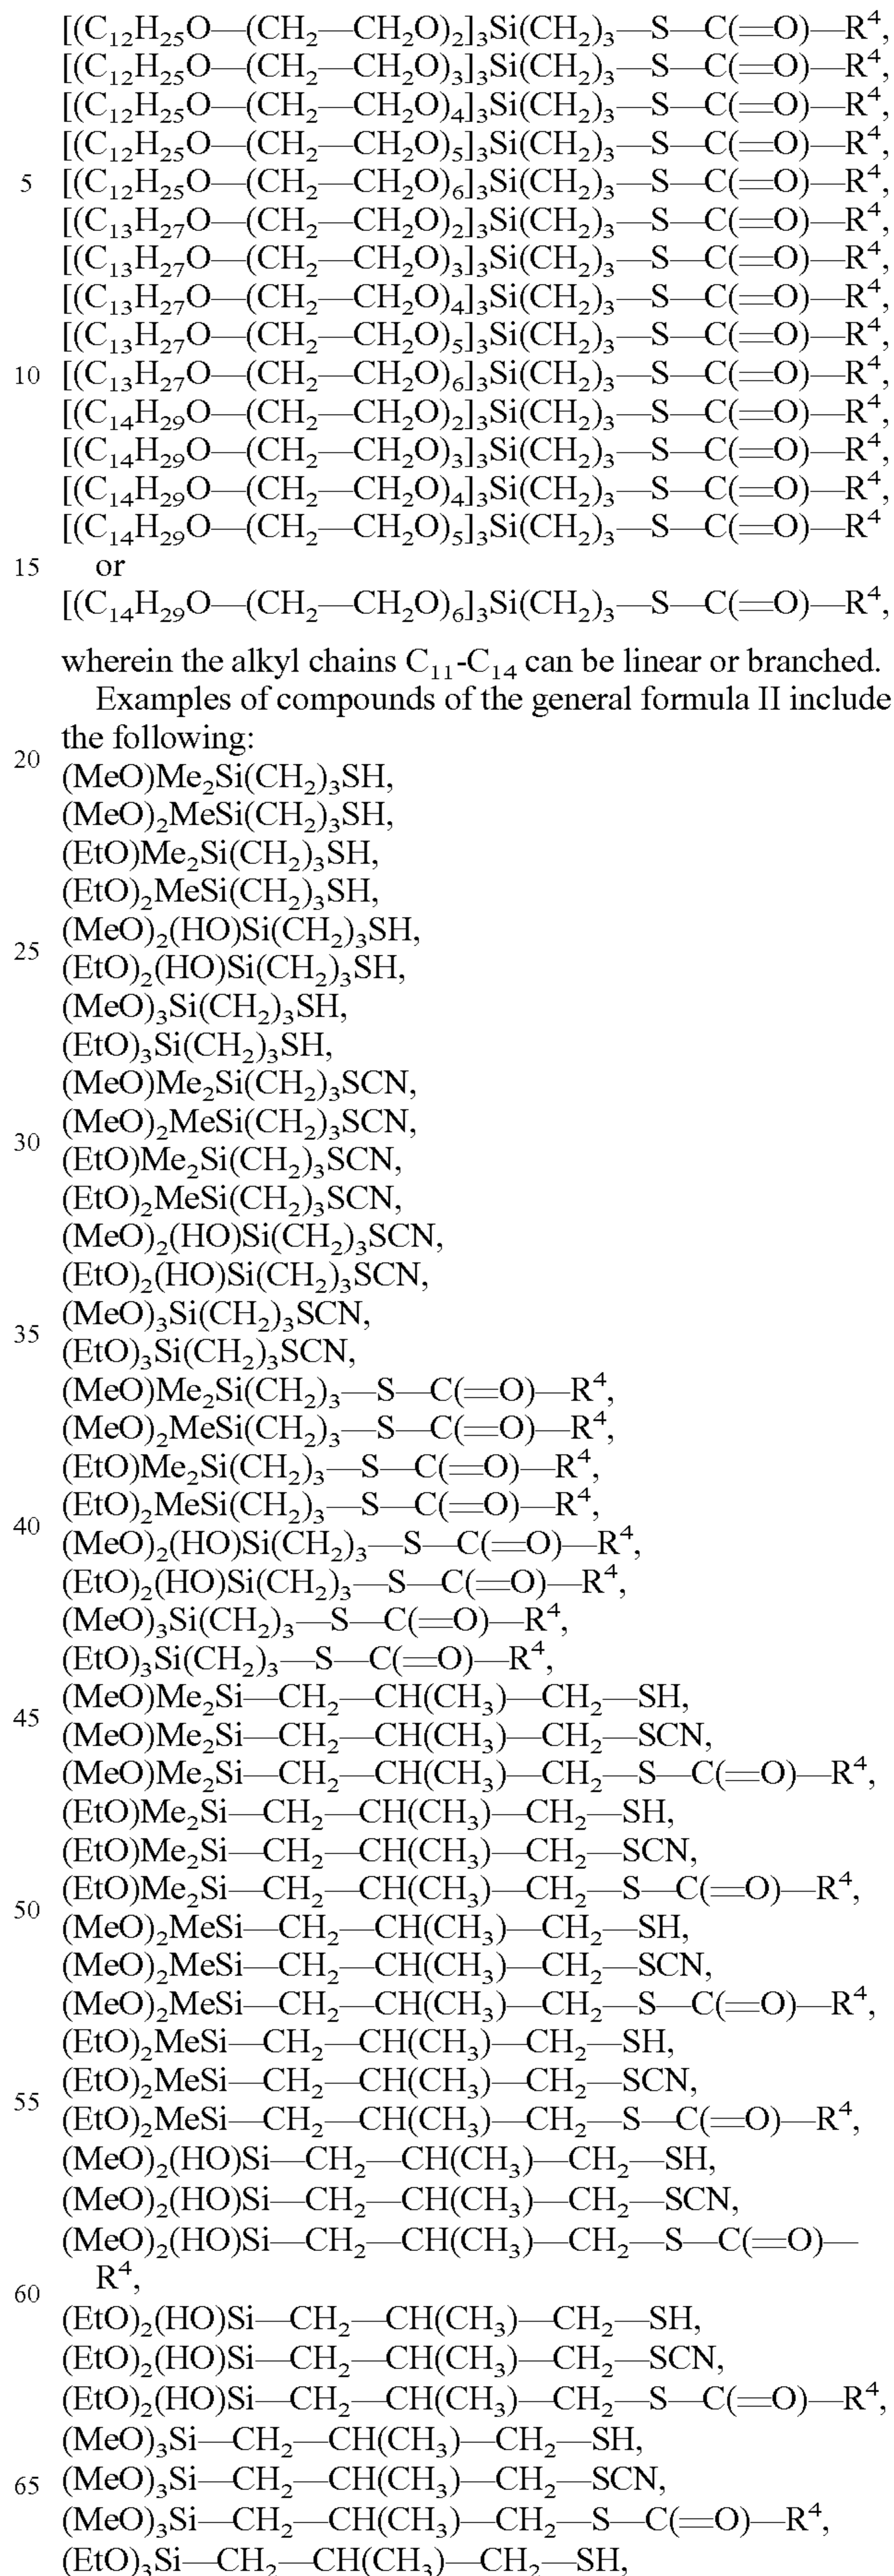 [(C₁₂H₂₅O—(CH₂—CH₂O)₂]₃Si(CH₂)₃—S—C(=O)—R⁴,
[(C₁₂H₂₅O—(CH₂—CH₂O)₃]₃Si(CH₂)₃—S—C(=O)—R⁴,
[(C₁₂H₂₅O—(CH₂—CH₂O)₄]₃Si(CH₂)₃—S—C(=O)—R⁴,
[(C₁₂H₂₅O—(CH₂—CH₂O)₅]₃Si(CH₂)₃—S—C(=O)—R⁴,
5 [(C₁₂H₂₅O—(CH₂—CH₂O)₆]₃Si(CH₂)₃—S—C(=O)—R⁴,
[(C₁₃H₂₇O—(CH₂—CH₂O)₂]₃Si(CH₂)₃—S—C(=O)—R⁴,
[(C₁₃H₂₇O—(CH₂—CH₂O)₃]₃Si(CH₂)₃—S—C(=O)—R⁴,
[(C₁₃H₂₇O—(CH₂—CH₂O)₄]₃Si(CH₂)₃—S—C(=O)—R⁴,
[(C₁₃H₂₇O—(CH₂—CH₂O)₅]₃Si(CH₂)₃—S—C(=O)—R⁴,
10 [(C₁₃H₂₇O—(CH₂—CH₂O)₆]₃Si(CH₂)₃—S—C(=O)—R⁴,
[(C₁₄H₂₉O—(CH₂—CH₂O)₂]₃Si(CH₂)₃—S—C(=O)—R⁴,
[(C₁₄H₂₉O—(CH₂—CH₂O)₃]₃Si(CH₂)₃—S—C(=O)—R⁴,
[(C₁₄H₂₉O—(CH₂—CH₂O)₄]₃Si(CH₂)₃—S—C(=O)—R⁴,
[(C₁₄H₂₉O—(CH₂—CH₂O)₅]₃Si(CH₂)₃—S—C(=O)—R⁴
15 or
[(C₁₄H₂₉O—(CH₂—CH₂O)₆]₃Si(CH₂)₃—S—C(=O)—R⁴,
wherein the alkyl chains C₁₁-C₁₄ can be linear or branched.
Examples of compounds of the general formula II include
the following:
20 (MeO)Me₂Si(CH₂)₃SH,
(MeO)₂MeSi(CH₂)₃SH,
(EtO)Me₂Si(CH₂)₃SH,
(EtO)₂MeSi(CH₂)₃SH,
(MeO)₂(HO)Si(CH₂)₃SH,
25 (EtO)₂(HO)Si(CH₂)₃SH,
(MeO)₃Si(CH₂)₃SH,
(EtO)₃Si(CH₂)₃SH,
(MeO)Me₂Si(CH₂)₃SCN,
(MeO)₂MeSi(CH₂)₃SCN,
30 (EtO)Me₂Si(CH₂)₃SCN,
(EtO)₂MeSi(CH₂)₃SCN,
(MeO)₂(HO)Si(CH₂)₃SCN,
(EtO)₂(HO)Si(CH₂)₃SCN,
(MeO)₃Si(CH₂)₃SCN,
35 (EtO)₃Si(CH₂)₃SCN,
(MeO)Me₂Si(CH₂)₃—S—C(=O)—R⁴,
(MeO)₂MeSi(CH₂)₃—S—C(=O)—R⁴,
(EtO)Me₂Si(CH₂)₃—S—C(=O)—R⁴,
(EtO)₂MeSi(CH₂)₃—S—C(=O)—R⁴,
40 (MeO)₂(HO)Si(CH₂)₃—S—C(=O)—R⁴,
(EtO)₂(HO)Si(CH₂)₃—S—C(=O)—R⁴,
(MeO)₃Si(CH₂)₃—S—C(=O)—R⁴,
(EtO)₃Si(CH₂)₃—S—C(=O)—R⁴,
(MeO)Me₂Si—CH₂—CH(CH₃)—CH₂—SH,
45 (MeO)Me₂Si—CH₂—CH(CH₃)—CH₂—SCN,
(MeO)Me₂Si—CH₂—CH(CH₃)—CH₂—S—C(=O)—R⁴,
(EtO)Me₂Si—CH₂—CH(CH₃)—CH₂—SH,
(EtO)Me₂Si—CH₂—CH(CH₃)—CH₂—SCN,
(EtO)Me₂Si—CH₂—CH(CH₃)—CH₂—S—C(=O)—R⁴,
50 (MeO)₂MeSi—CH₂—CH(CH₃)—CH₂—SH,
(MeO)₂MeSi—CH₂—CH(CH₃)—CH₂—SCN,
(MeO)₂MeSi—CH₂—CH(CH₃)—CH₂—S—C(=O)—R⁴,
(EtO)₂MeSi—CH₂—CH(CH₃)—CH₂—SH,
(EtO)₂MeSi—CH₂—CH(CH₃)—CH₂—SCN,
55 (EtO)₂MeSi—CH₂—CH(CH₃)—CH₂—S—C(=O)—R⁴,
(MeO)₂(HO)Si—CH₂—CH(CH₃)—CH₂—SH,
(MeO)₂(HO)Si—CH₂—CH(CH₃)—CH₂—SCN,
(MeO)₂(HO)Si—CH₂—CH(CH₃)—CH₂—S—C(=O)—
R⁴,
60 (EtO)₂(HO)Si—CH₂—CH(CH₃)—CH₂—SH,
(EtO)₂(HO)Si—CH₂—CH(CH₃)—CH₂—SCN,
(EtO)₂(HO)Si—CH₂—CH(CH₃)—CH₂—S—C(=O)—R⁴,
(MeO)₃Si—CH₂—CH(CH₃)—CH₂—SH,
65 (MeO)₃Si—CH₂—CH(CH₃)—CH₂—SCN,
(MeO)₃Si—CH₂—CH(CH₃)—CH₂—S—C(=O)—R⁴,
(EtO)₃Si—CH₂—CH(CH₃)—CH₂—SH,